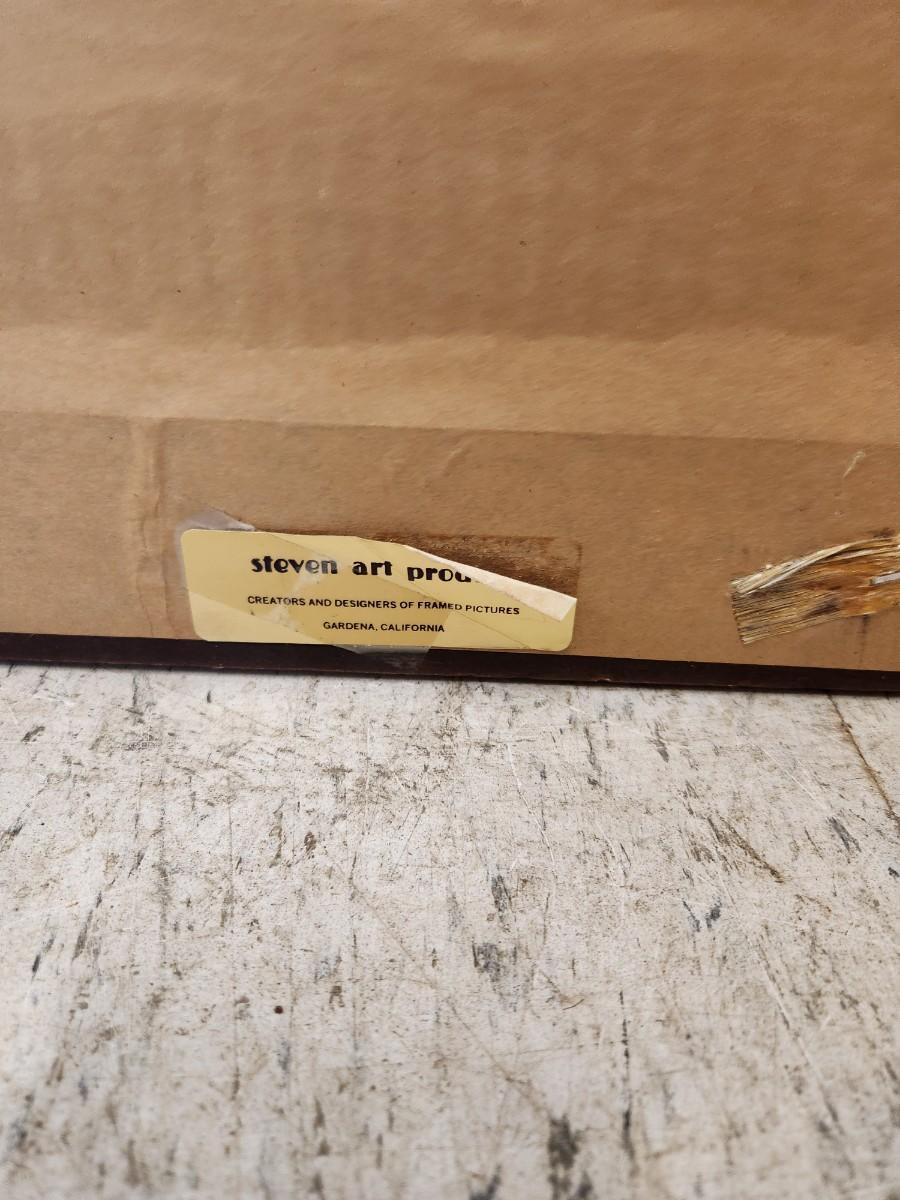 steven art prod
CREATORS AND DESIGNERS OF FRAMED PICTURES
GARDENA, CALIFORNIA